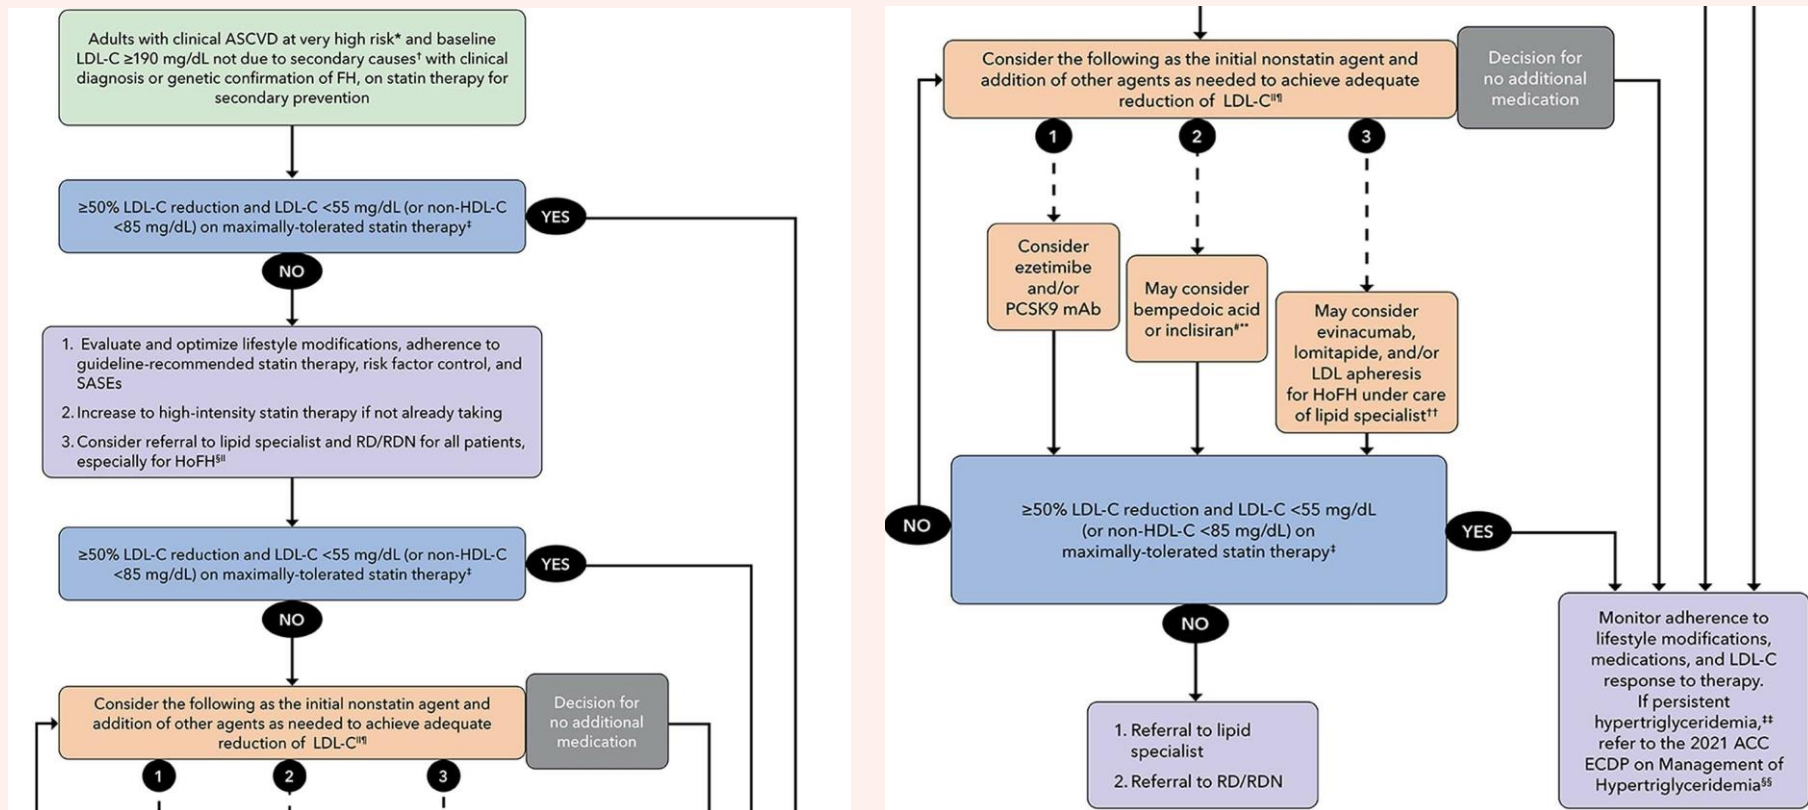 Adults with clinical ASCVD at very high risk* and baseline
LDL-C ≥190 mg/dL not due to secondary causes† with clinical
diagnosis or genetic confirmation of FH, on statin therapy for
secondary prevention
≥50% LDL-C reduction and LDL-C <55 mg/dL (or non-HDL-C
<85 mg/dL) on maximally-tolerated statin therapy‡
YES
NO
1. Evaluate and optimize lifestyle modifications, adherence to
guideline-recommended statin therapy, risk factor control, and
SASEs
2. Increase to high-intensity statin therapy if not already taking
3. Consider referral to lipid specialist and RD/RDN for all patients,
especially for HoFH§||
≥50% LDL-C reduction and LDL-C <55 mg/dL (or non-HDL-C
<85 mg/dL) on maximally-tolerated statin therapy‡
YES
NO
Consider the following as the initial nonstatin agent and
addition of other agents as needed to achieve adequate
reduction of LDL-C||¶
Decision for
no additional
medication
1
2
3
Consider the following as the initial nonstatin agent and
addition of other agents as needed to achieve adequate
reduction of LDL-C||¶
Decision for
no additional
medication
1
2
3
Consider
ezetimibe
and/or
PCSK9 mAb
May consider
bempedoic acid
or inclisiran#**
May consider
evinacumab,
lomitapide, and/or
LDL apheresis
for HoFH under care
of lipid specialist††
≥50% LDL-C reduction and LDL-C <55 mg/dL
(or non-HDL-C <85 mg/dL) on
maximally-tolerated statin therapy‡
NO
YES
NO
1. Referral to lipid
specialist
2. Referral to RD/RDN
Monitor adherence to
lifestyle modifications,
medications, and LDL-C
response to therapy.
If persistent
hypertriglyceridemia,‡‡
refer to the 2021 ACC
ECDP on Management of
Hypertriglyceridemia§§